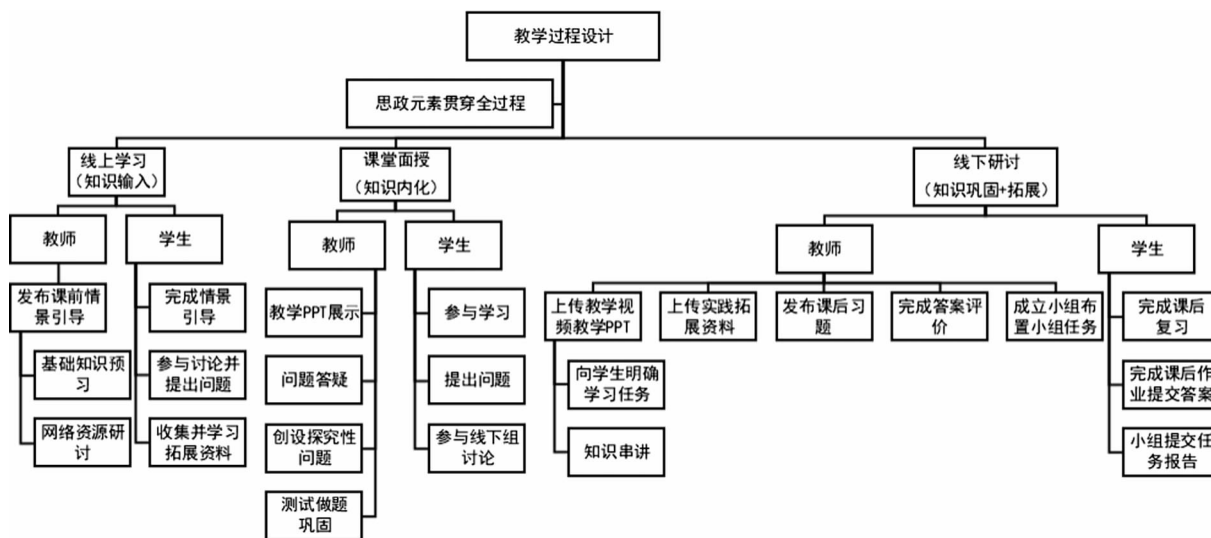 教学过程设计
思政元素贯穿全过程
线上学习
（知识输入）
课堂面授
（知识内化）
线下研讨
（知识巩固+拓展）
教师
学生
教师
学生
教师
学生
发布课前情
景引导
完成情景
引导
教学PPT展示
参与学习
上传教学视
频教学PPT
上传实践拓
展资料
发布课后习
题
完成答案评
价
成立小组布
置小组任务
完成课后
复习
基础知识预
习
参与讨论并
提出问题
问题答疑
提出问题
向学生明确
学习任务
完成课后作
业提交答案
网络资源研
讨
收集并学习
拓展资料
创设探究性
问题
参与线下组
讨论
知识串讲
小组提交任
务报告
测试做题
巩固